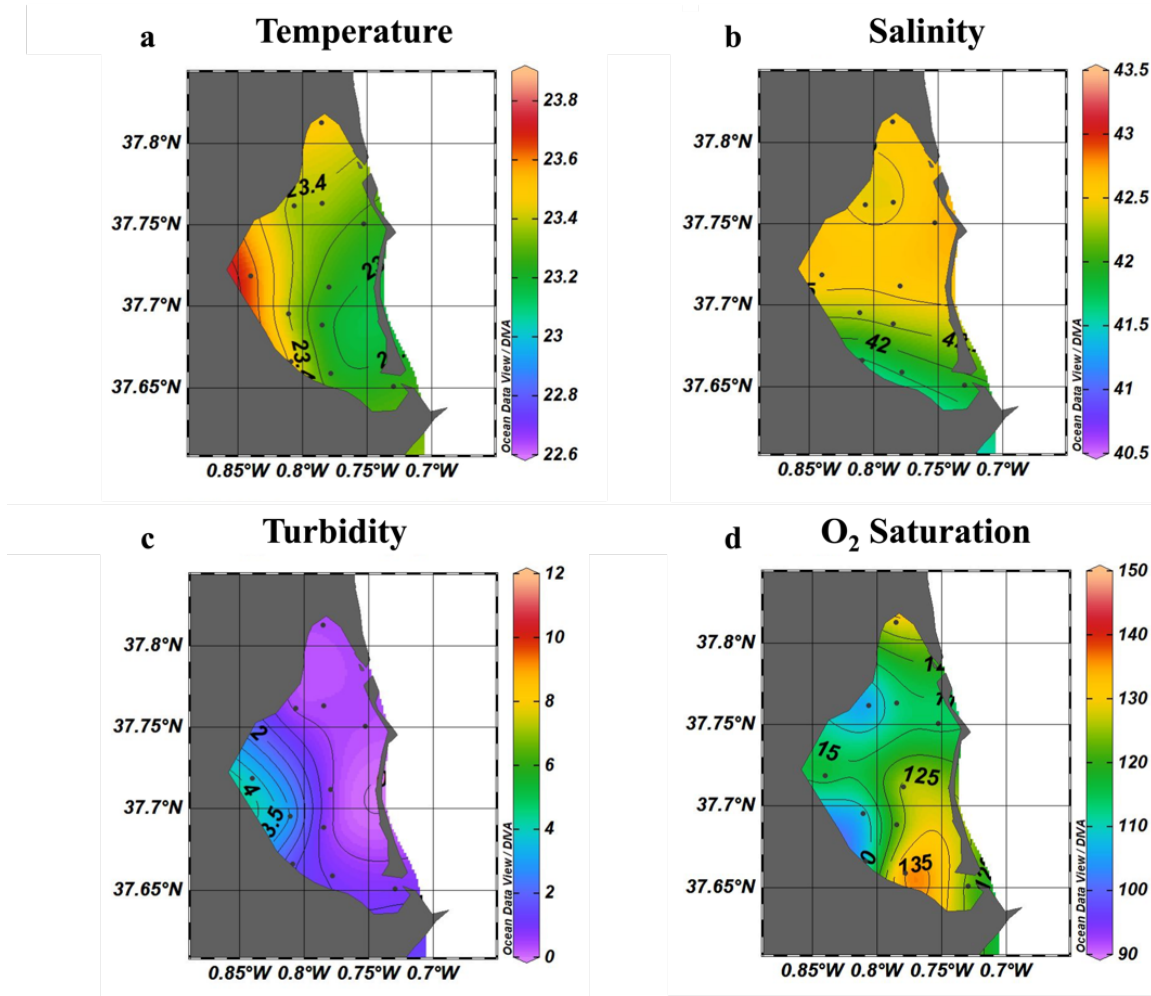 a Temperature
23.4
23.
37.8°N
37.75°N
37.7°N
37.65°N
0.85°W 0.8°W 0.75°W 0.7°W
Ocean Data View / DIVA
23.8
23.6
23.4
23.2
23
22.8
22.6
b Salinity
42
37.8°N
37.75°N
37.7°N
37.65°N
0.85°W 0.8°W 0.75°W 0.7°W
Ocean Data View / DIVA
43.5
43
42.5
42
41.5
41
40.5
c Turbidity
2
4
3.5
37.8°N
37.75°N
37.7°N
37.65°N
0.85°W 0.8°W 0.75°W 0.7°W
Ocean Data View / DIVA
12
10
8
6
4
2
0
d O₂ Saturation
15
125
135
0
37.8°N
37.75°N
37.7°N
37.65°N
0.85°W 0.8°W 0.75°W 0.7°W
Ocean Data View / DIVA
150
140
130
120
110
100
90